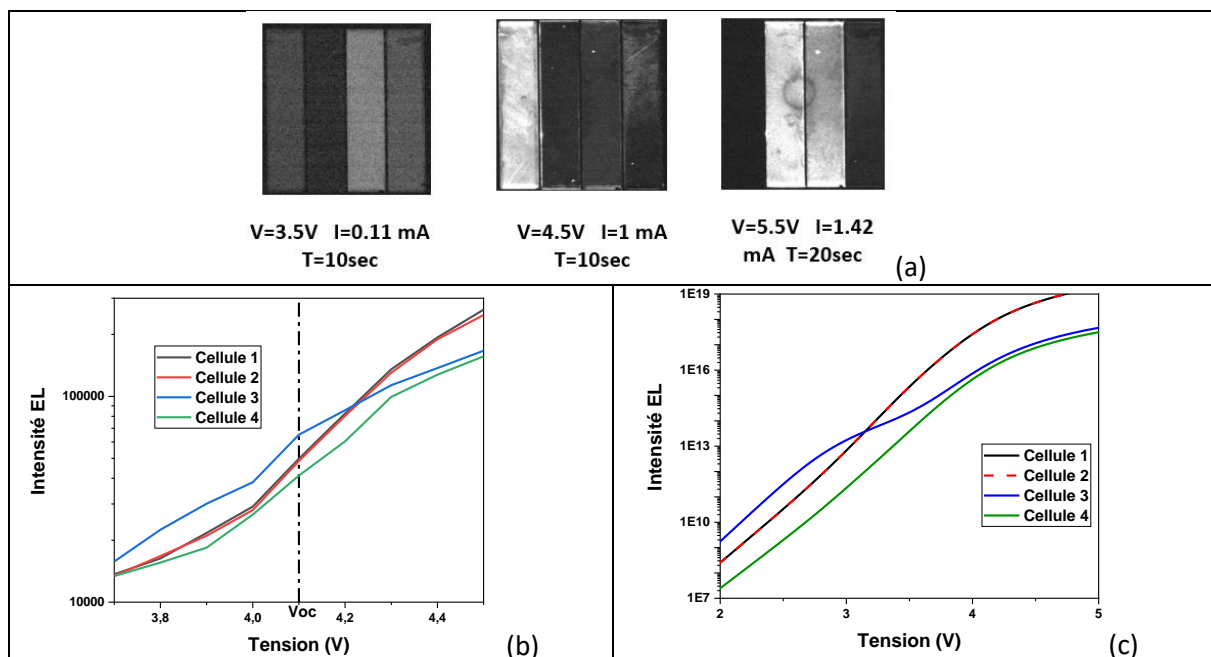 V=3.5V I=0.11 mA
T=10sec
V=4.5V I=1 mA
T=10sec
V=5.5V I=1.42
mA T=20sec
(a)
Intensité EL
100000
10000
Cellule 1
Cellule 2
Cellule 3
Cellule 4
Voc
3,8
4,0
4,2
4,4
Tension (V)
(b)
Intensité EL
1E19
1E16
1E13
1E10
1E7
Cellule 1
Cellule 2
Cellule 3
Cellule 4
2
3
4
5
Tension (V)
(c)